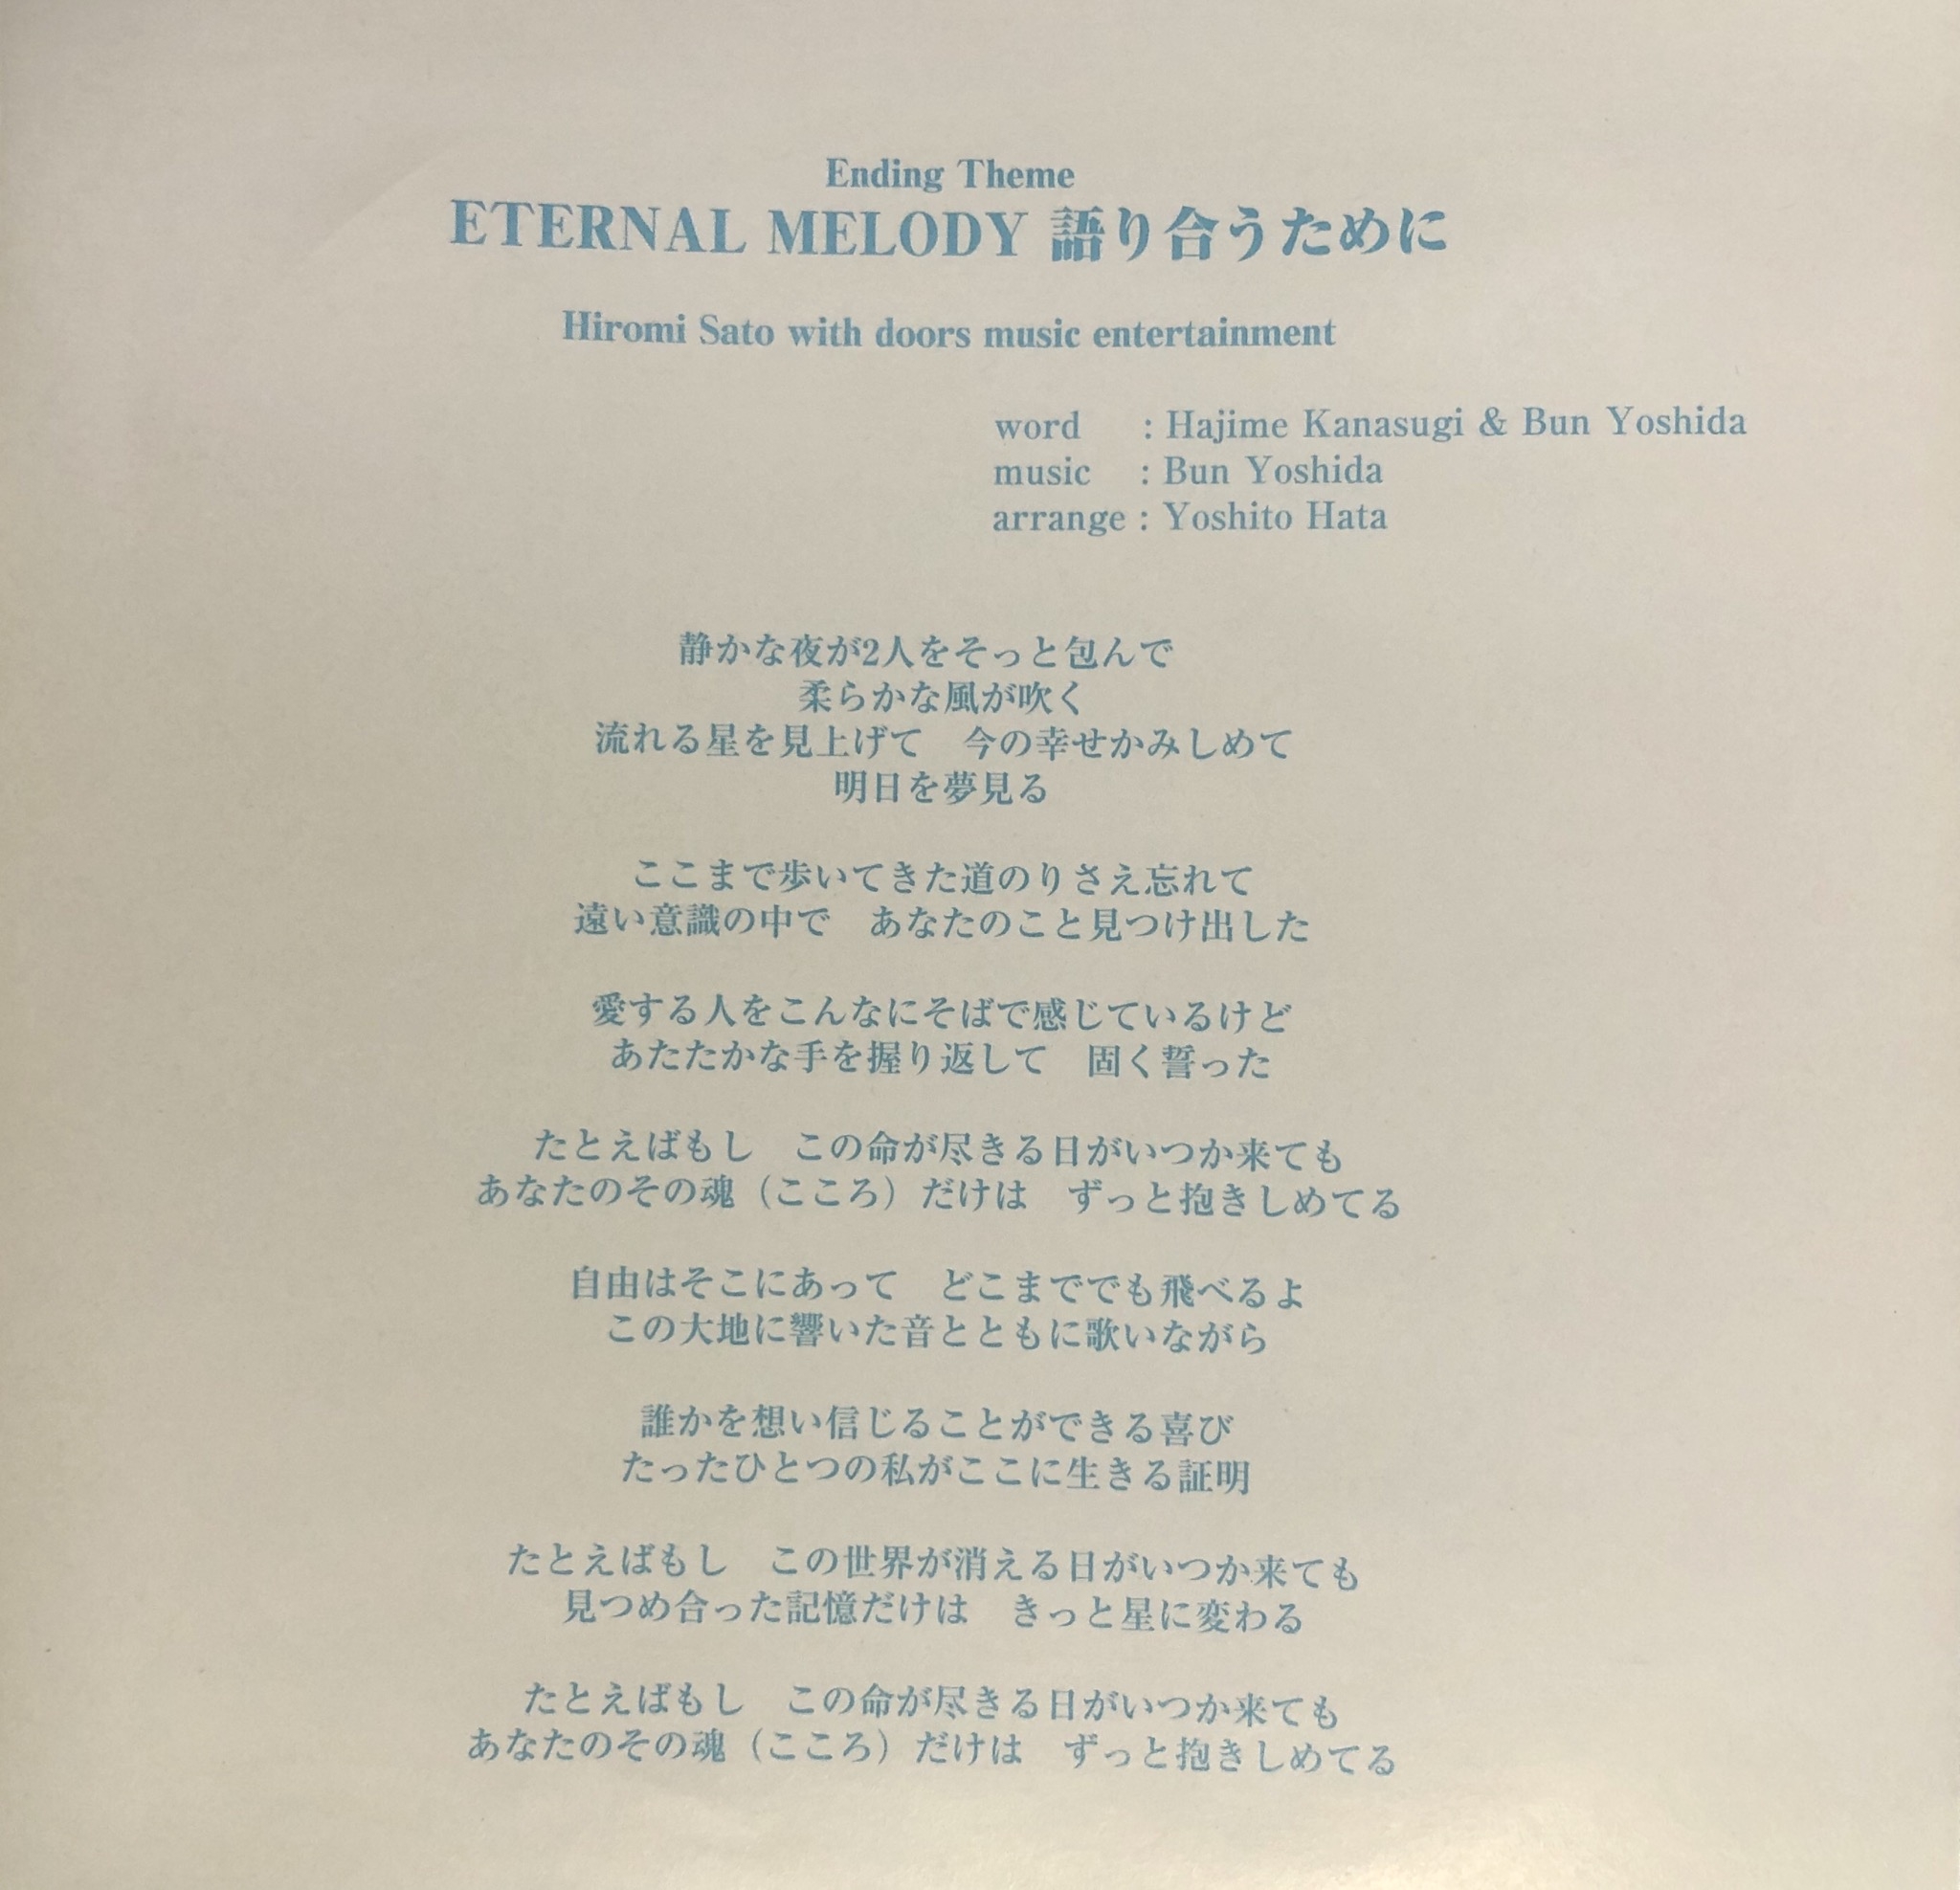 Ending Theme
ETERNAL MELODY 語り合うために
Hiromi Sato with doors music entertainment
word : Hajime Kanasugi & Bun Yoshida
music : Bun Yoshida
arrange : Yoshito Hata
静かな夜が2人をそっと包んで
柔らかな風が吹く
流れる星を見上げて　今の幸せかみしめて
明日を夢見る
ここまで歩いてきた道のりさえ忘れて
遠い意識の中で　あなたのこと見つけ出した
愛する人をこんなにそばで感じているけど
あたたかな手を握り返して　固く誓った
たとえばもし　この命が尽きる日がいつか来ても
あなたのその魂（こころ）だけは　ずっと抱きしめてる
自由はそこにあって　どこまででも飛べるよ
この大地に響いた音とともに歌いながら
誰かを想い信じることができる喜び
たったひとつの私がここに生きる証明
たとえばもし　この世界が消える日がいつか来ても
見つめ合った記憶だけは　きっと星に変わる
たとえばもし　この命が尽きる日がいつか来ても
あなたのその魂（こころ）だけは　ずっと抱きしめてる